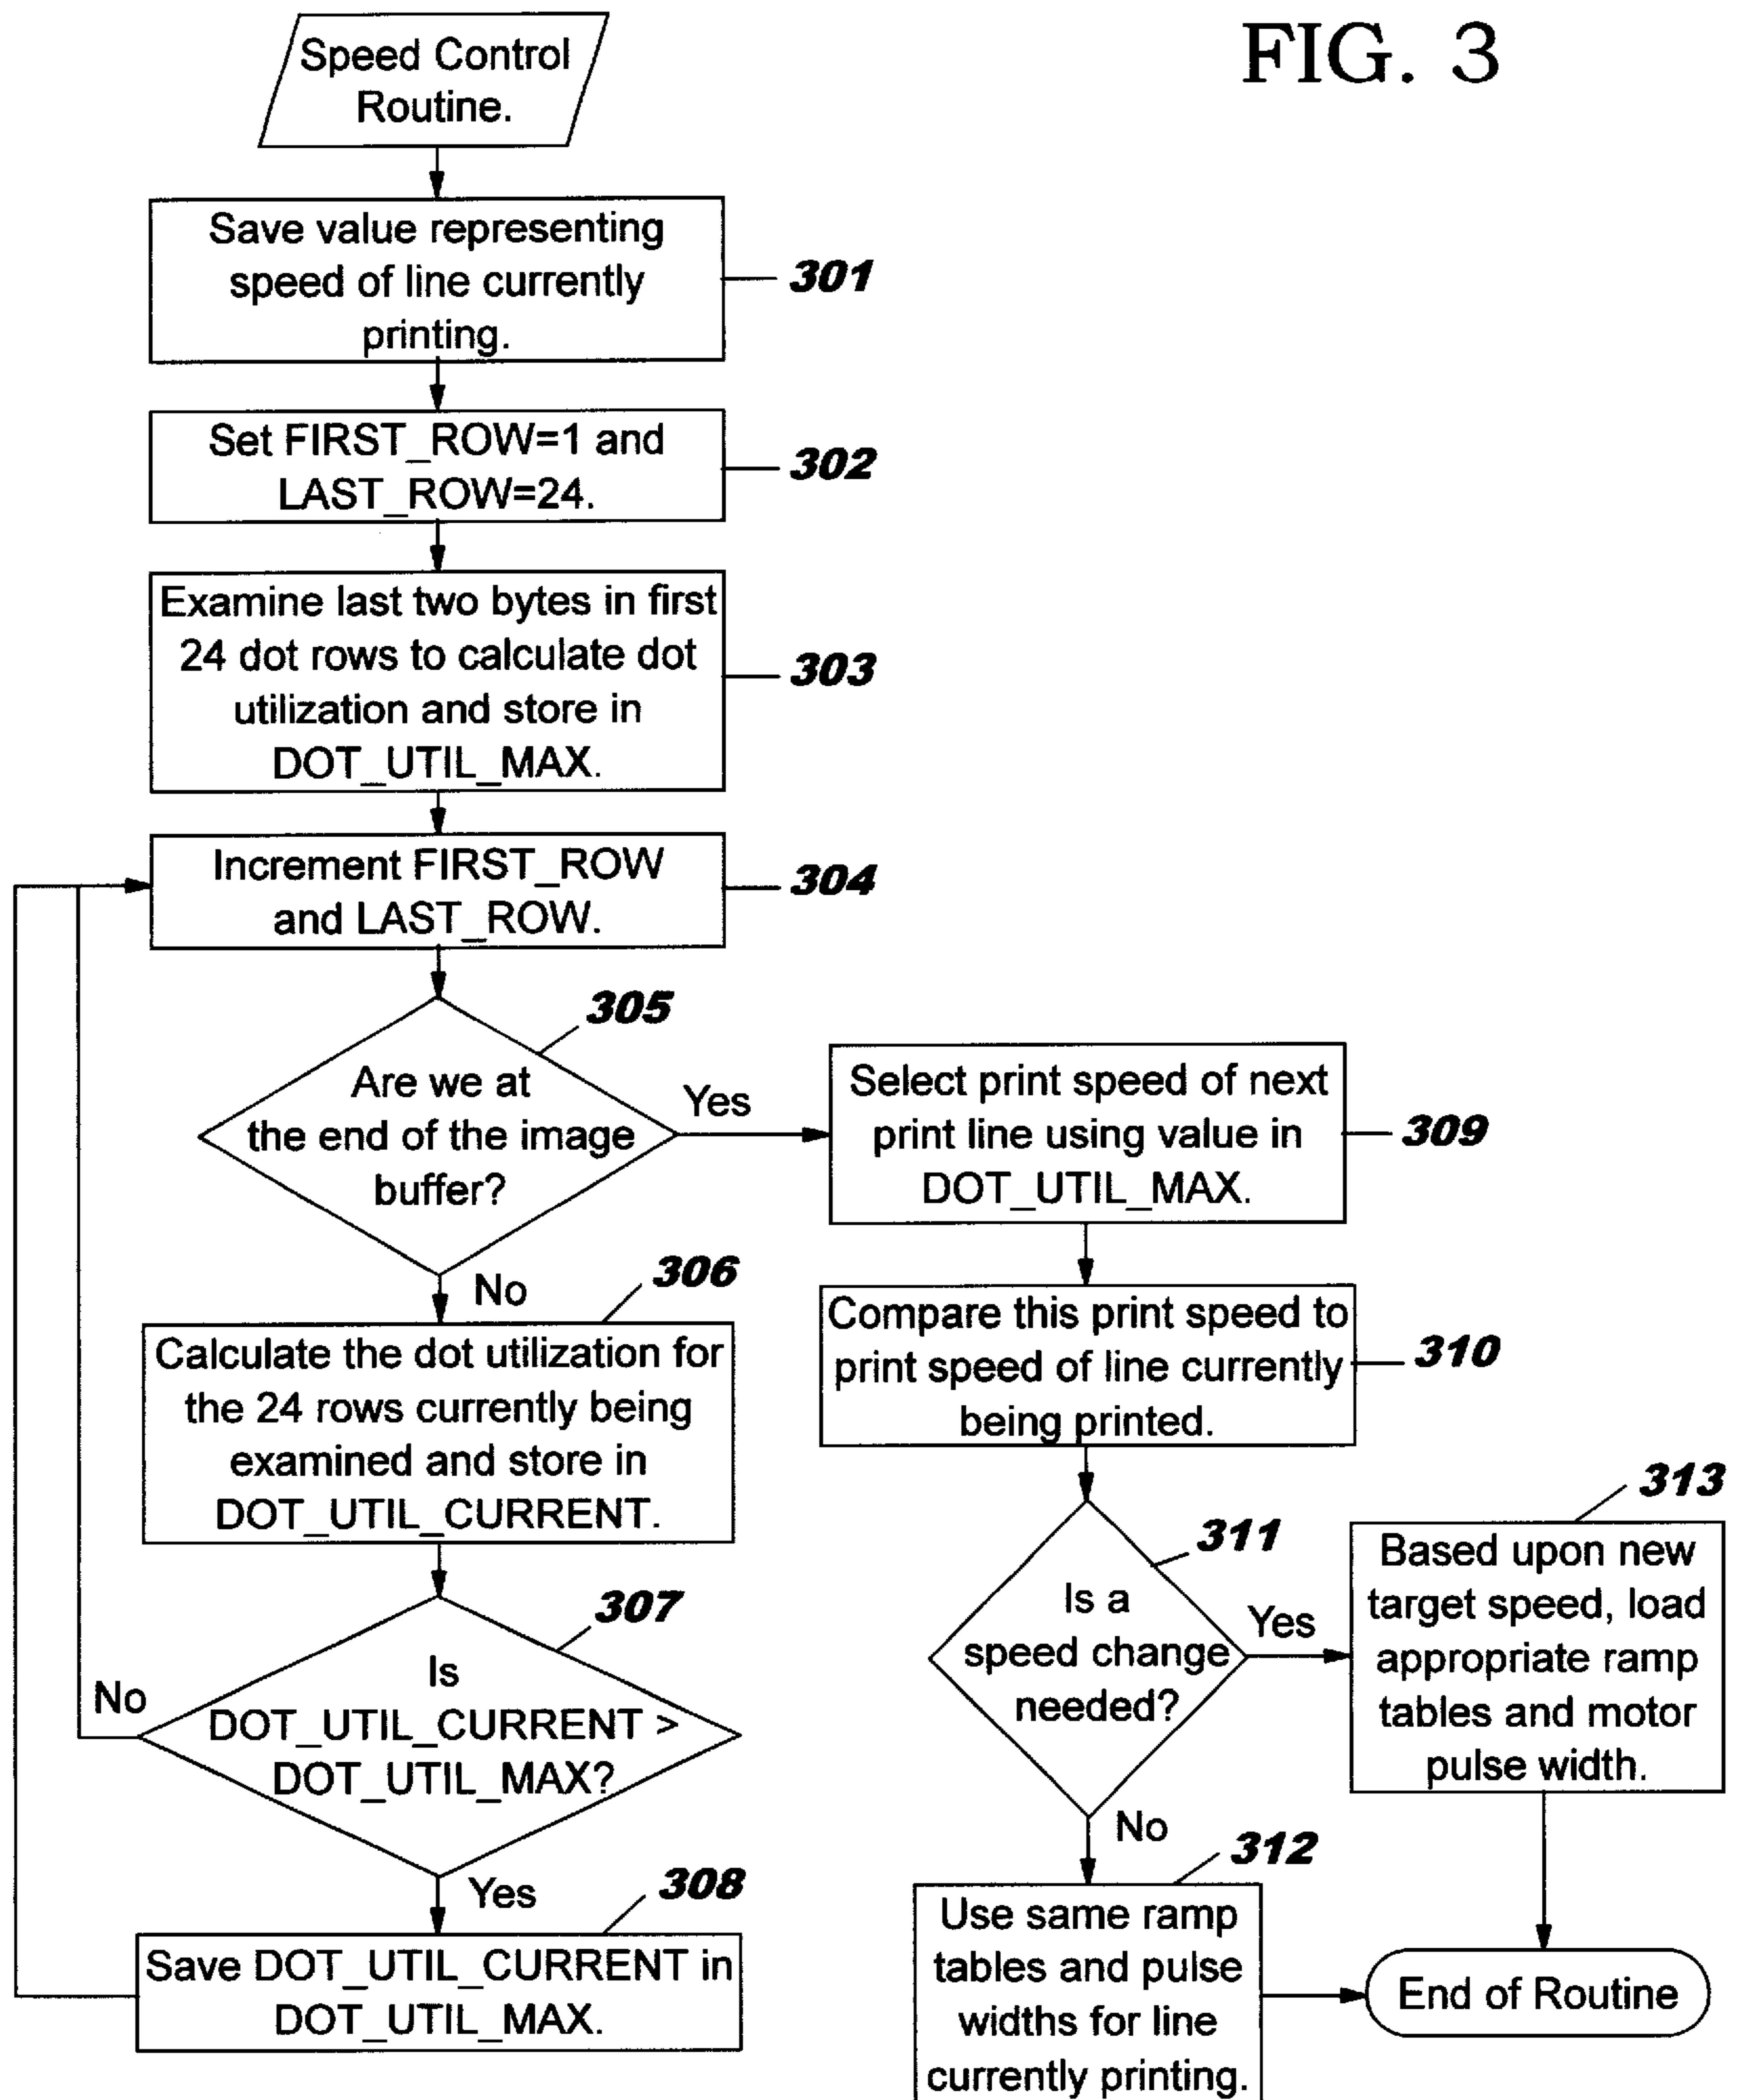 FIG. 3
Speed Control
Routine.
Save value representing
speed of line currently
printing.
301
Set FIRST_ROW=1 and
LAST_ROW=24.
302
Examine last two bytes in first
24 dot rows to calculate dot
utilization and store in
DOT_UTIL_MAX.
303
Increment FIRST_ROW
and LAST_ROW.
304
305
Are we at
the end of the image
buffer?
Yes
No
306
Calculate the dot utilization for
the 24 rows currently being
examined and store in
DOT_UTIL_CURRENT.
307
Is
DOT_UTIL_CURRENT >
DOT_UTIL_MAX?
No
Yes
308
Save DOT_UTIL_CURRENT in
DOT_UTIL_MAX.
Select print speed of next
print line using value in
DOT_UTIL_MAX.
309
Compare this print speed to
print speed of line currently
being printed.
310
311
Is a
speed change
needed?
Yes
No
313
Based upon new
target speed, load
appropriate ramp
tables and motor
pulse width.
312
Use same ramp
tables and pulse
widths for line
currently printing.
End of Routine